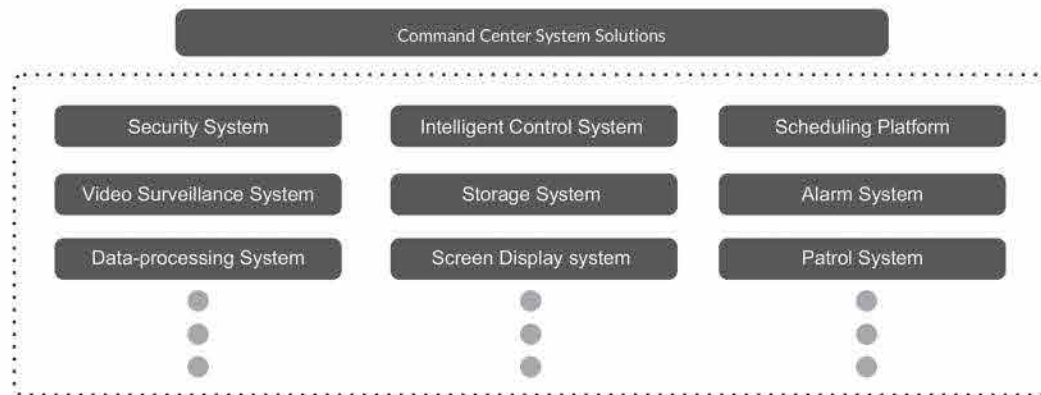 Command Center System Solutions
Security System
Intelligent Control System
Scheduling Platform
Video Surveillance System
Storage System
Alarm System
Data-processing System
Screen Display system
Patrol System